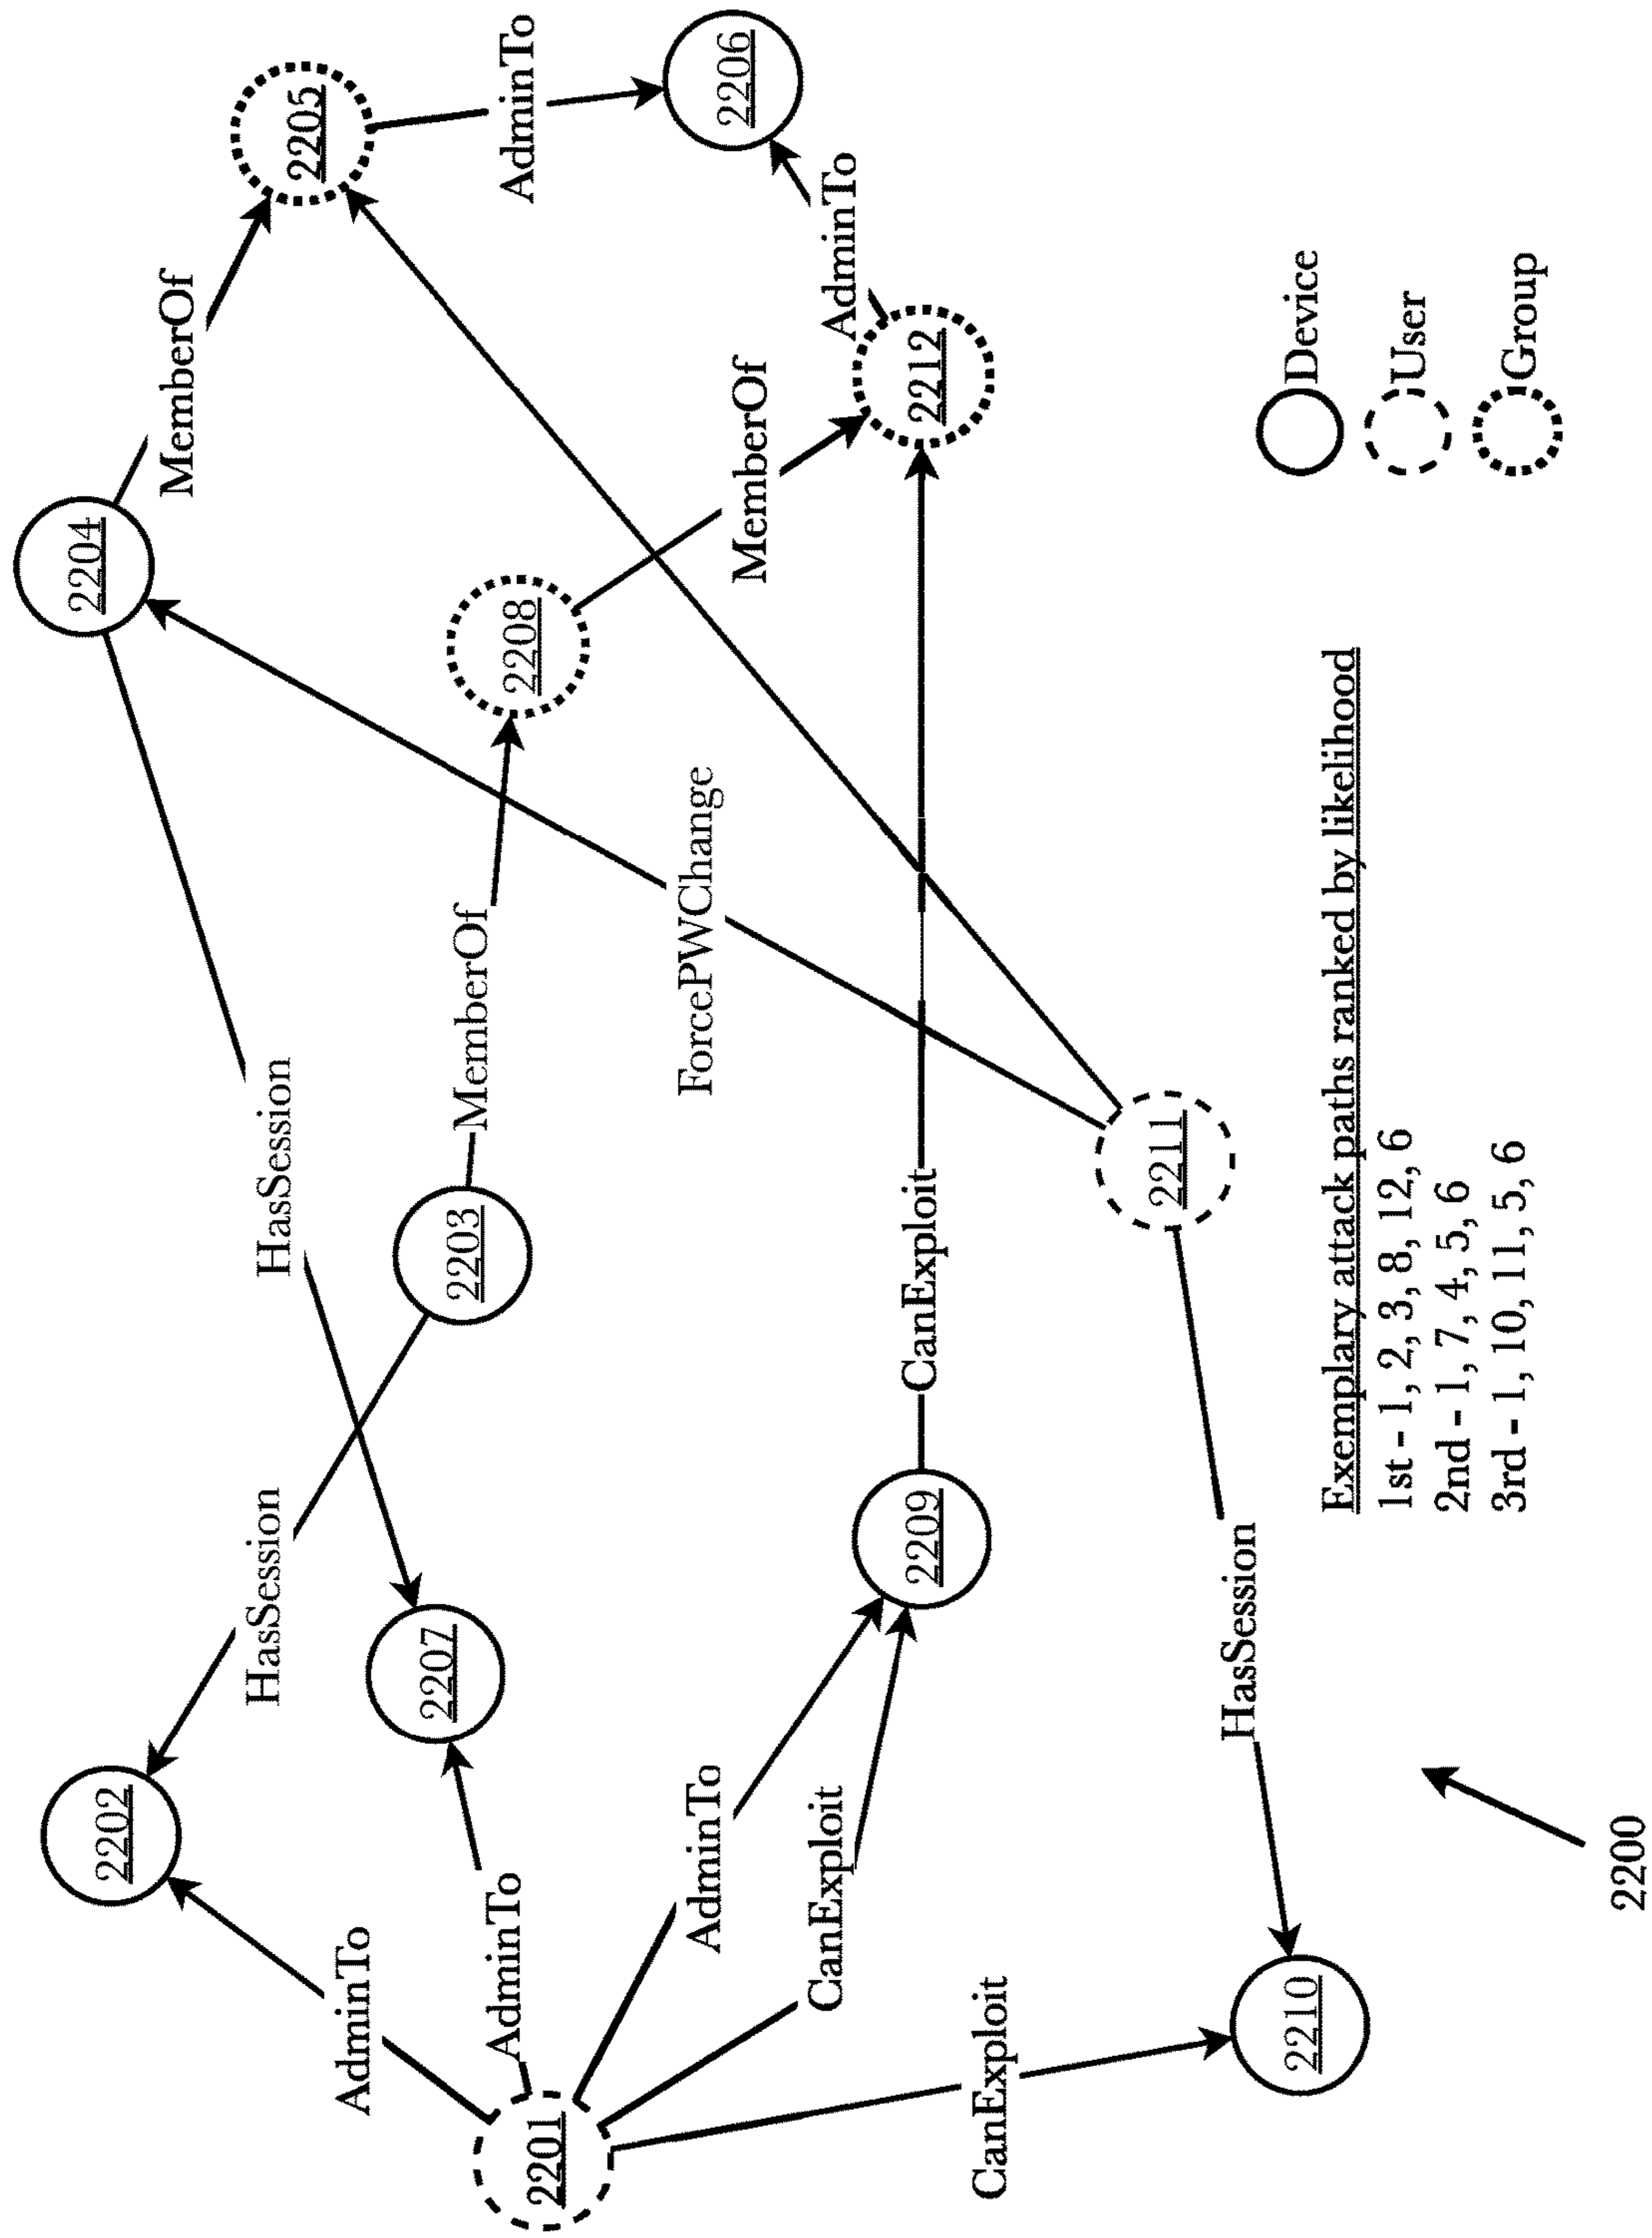 2204
MemberOf
2205
2202
HasSession
HasSession
AdminTo
2203
MemberOf
2208
AdminTo
2207
ForcePWChange
MemberOf
AdminTo
2206
2201
AdminTo
AdminTo
CanExploit
2209
CanExploit
2212
AdminTo
CanExploit
2211
HasSession
2210
Device
User
Group
Exemplary attack paths ranked by likelihood
1st - 1, 2, 3, 8, 12, 6
2nd - 1, 7, 4, 5, 6
3rd - 1, 10, 11, 5, 6
2200